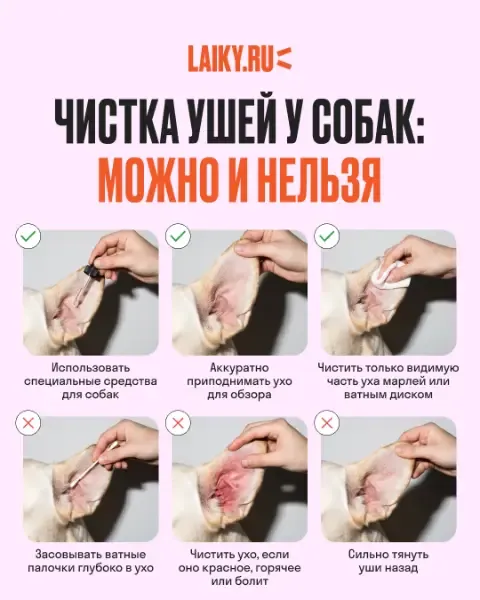 LAIKY.RU
ЧИСТКА УШЕЙ У СОБАК:
МОЖНО И НЕЛЬЗЯ
Использовать
специальные средства
для собак
Аккуратно
приподнимать ухо
для обзора
Чистить только видимую
часть уха марлей или
ватным диском
Засовывать ватные
палочки глубоко в ухо
Чистить ухо, если
оно красное, горячее
или болит
Сильно тянуть
уши назад